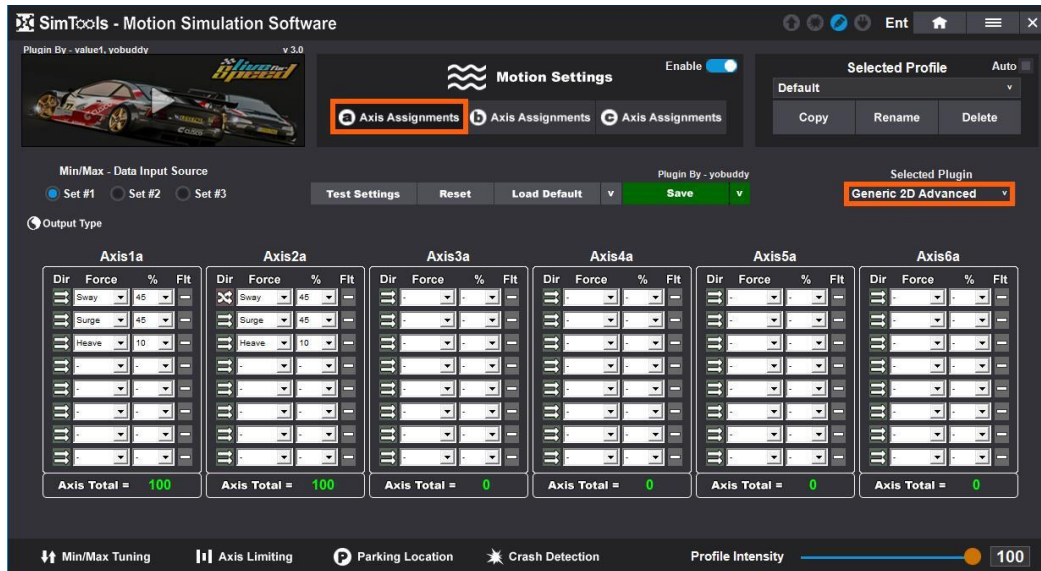 SimTools - Motion Simulation Software
Ent
Plugin By - value1, yobuddy
v 3.0
live for Speed
Motion Settings
Enable
a Axis Assignments
b Axis Assignments
c Axis Assignments
Selected Profile
Auto
Default
v
Copy
Rename
Delete
Min/Max - Data Input Source
Set #1
Set #2
Set #3
Test Settings
Reset
Load Default
v
Plugin By - yobuddy
Save
v
Selected Plugin
Generic 2D Advanced
v
Output Type
Axis1a
Dir Force % Flt
Sway 45
Surge 45
Heave 10
- -
- -
- -
- -
- -
Axis Total = 100
Axis2a
Dir Force % Flt
Sway 45
Surge 45
Heave 10
- -
- -
- -
- -
- -
Axis Total = 100
Axis3a
Dir Force % Flt
- -
- -
- -
- -
- -
- -
- -
- -
Axis Total = 0
Axis4a
Dir Force % Flt
- -
- -
- -
- -
- -
- -
- -
- -
Axis Total = 0
Axis5a
Dir Force % Flt
- -
- -
- -
- -
- -
- -
- -
- -
Axis Total = 0
Axis6a
Dir Force % Flt
- -
- -
- -
- -
- -
- -
- -
- -
Axis Total = 0
Min/Max Tuning
Axis Limiting
P Parking Location
Crash Detection
Profile Intensity
100